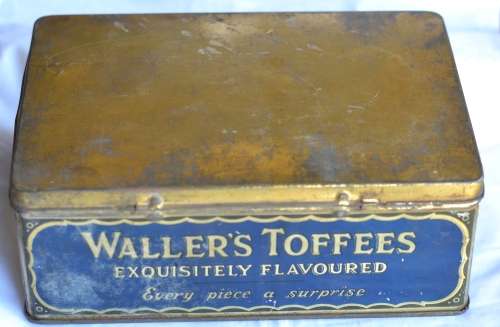 WALLER'S TOFFEES
EXQUISITELY FLAVOURED
Every piece a surprise